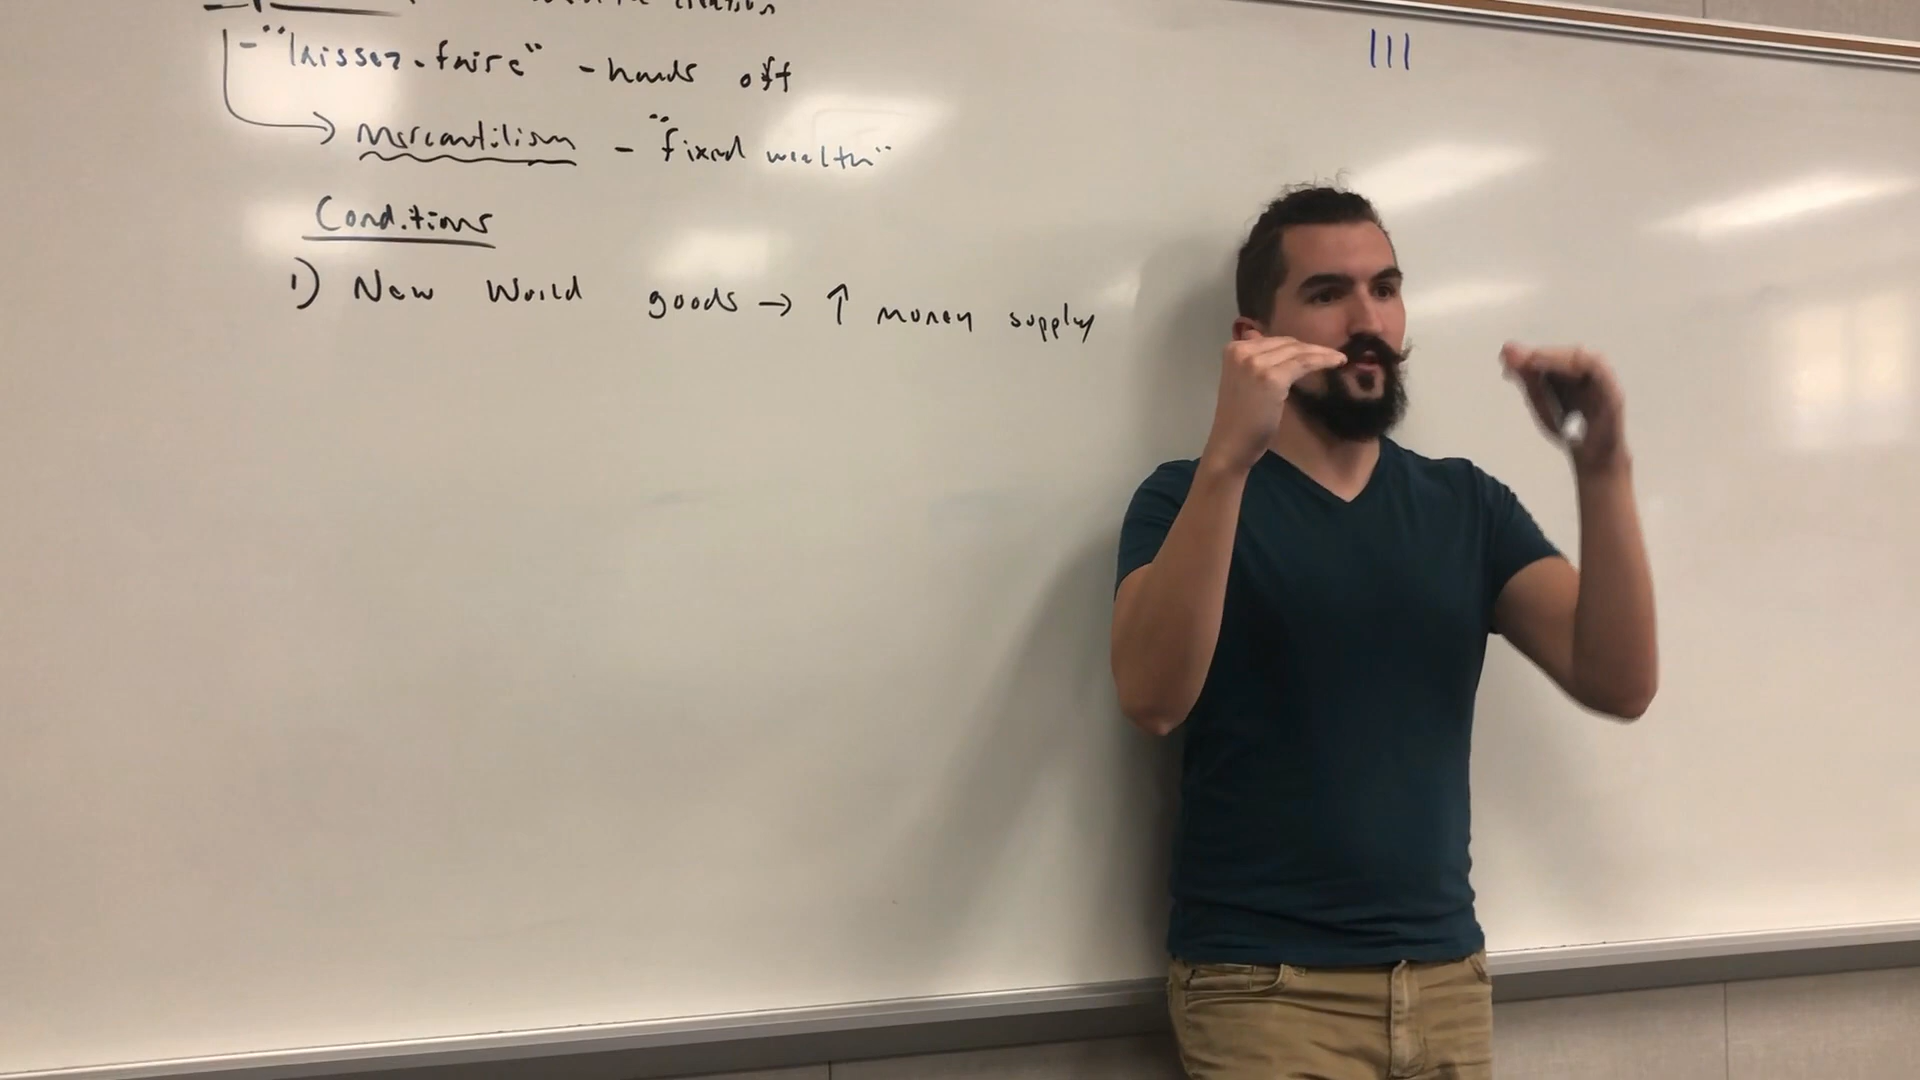 - "laissez-faire" - hands off
→ Mercantilism - "fixed wealth"
Conditions
1) New World goods → ↑ money supply
|||